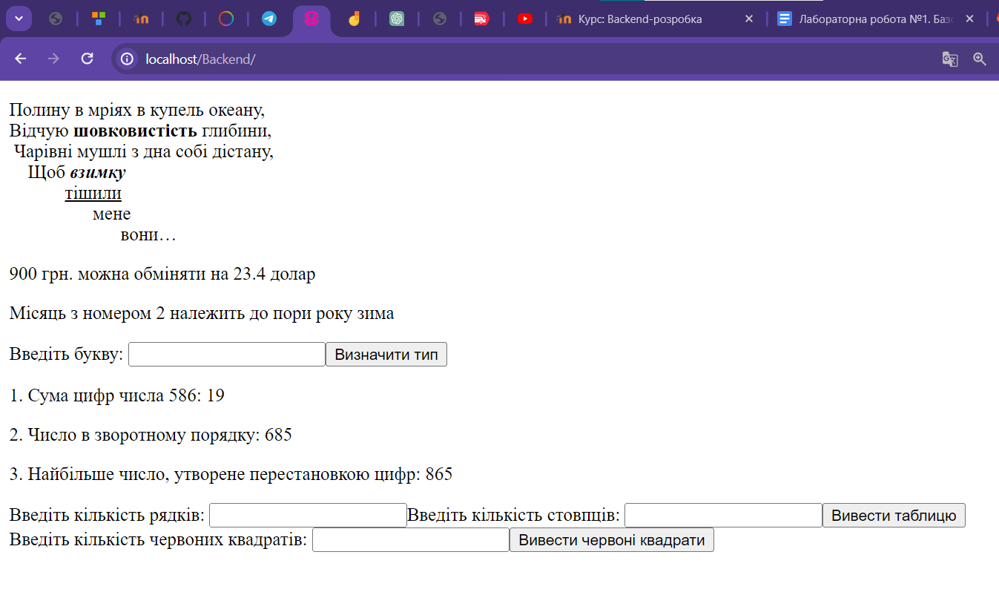 Курс: Backend-розробка
Лабораторна робота №1. Баз
localhost/Backend/
Полину в мріях в купель океану,
Відчую шовковистість глибини,
Чарівні мушлі з дна собі дістану,
Щоб взимку
тішили
мене
вони…
900 грн. можна обміняти на 23.4 долар
Місяць з номером 2 належить до пори року зима
Введіть букву: Визначити тип
1. Сума цифр числа 586: 19
2. Число в зворотному порядку: 685
3. Найбільше число, утворене перестановкою цифр: 865
Введіть кількість рядків: Введіть кількість стовпців: Вивести таблицю
Введіть кількість червоних квадратів: Вивести червоні квадрати